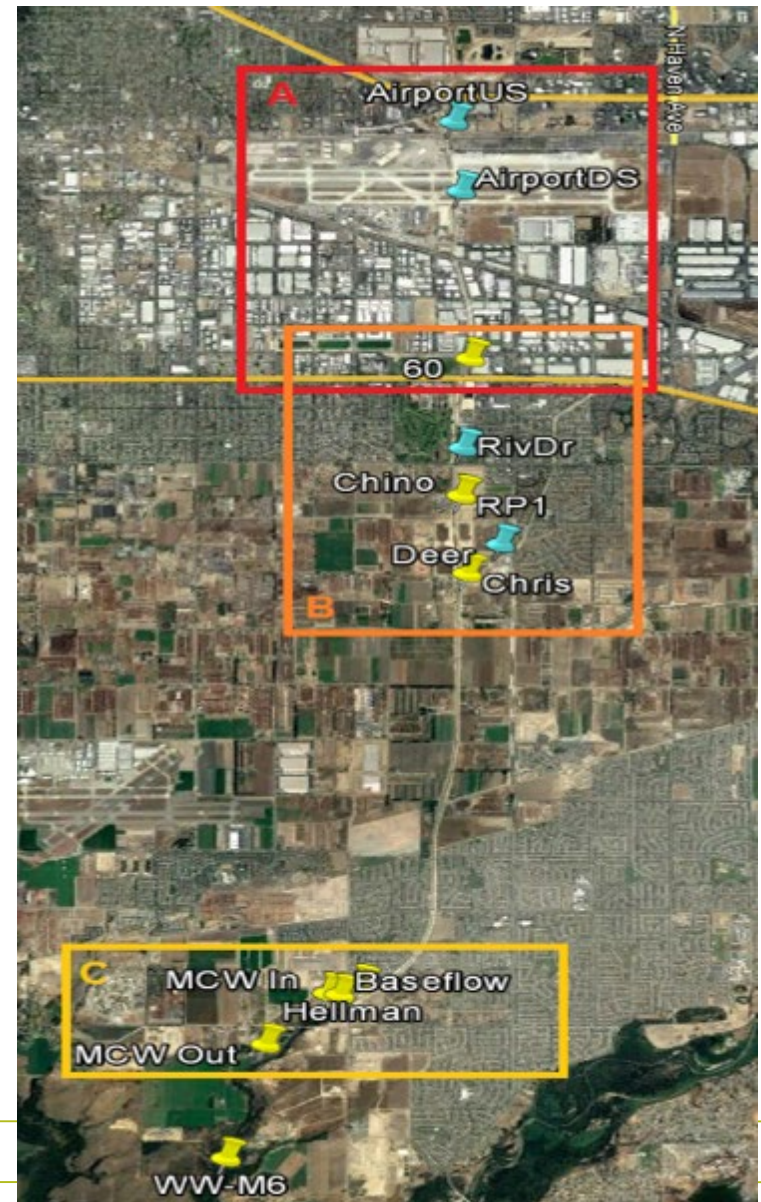 A
AirportUS
N Haven Ave
AirportDS
60
RivDr
Chino
RP1
Deer
Chris
B
C
MCW In
Baseflow
Hellman
MCW Out
WW-M6